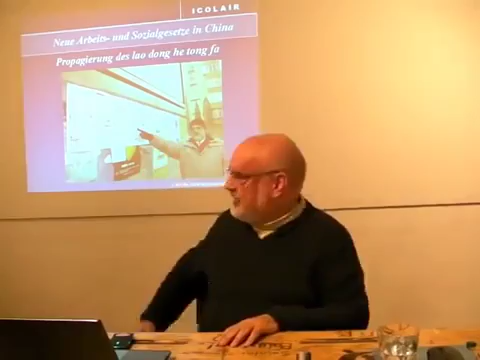 ICOLAIR
Neue Arbeits- und Sozialgesetze in China
Propagierung des lao dong he tong fa